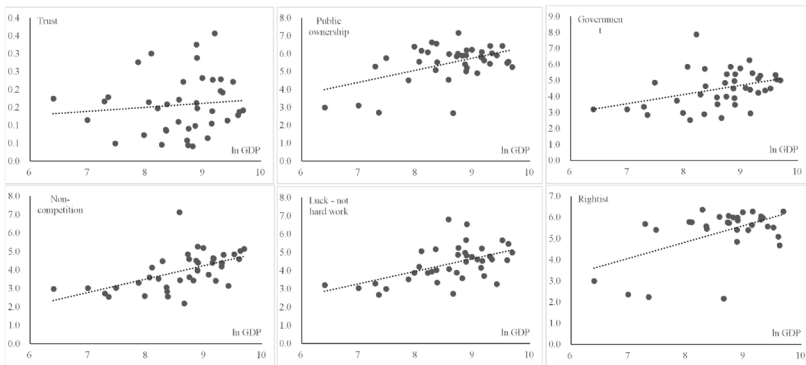 Trust
0.4
0.4
0.3
0.3
0.2
0.2
0.1
0.1
0.0
ln GDP
6 7 8 9 10
Public
ownership
8.0
7.0
6.0
5.0
4.0
3.0
2.0
1.0
0.0
ln GDP
6 7 8 9 10
Governmen
t
9.0
8.0
7.0
6.0
5.0
4.0
3.0
2.0
1.0
0.0
ln GDP
6 7 8 9 10
Non-
competition
8.0
7.0
6.0
5.0
4.0
3.0
2.0
1.0
0.0
ln GDP
6 7 8 9 10
Luck - not
hard work
8.0
7.0
6.0
5.0
4.0
3.0
2.0
1.0
0.0
ln GDP
6 7 8 9 10
Rightist
7.0
6.0
5.0
4.0
3.0
2.0
1.0
0.0
ln GDP
6 7 8 9 10